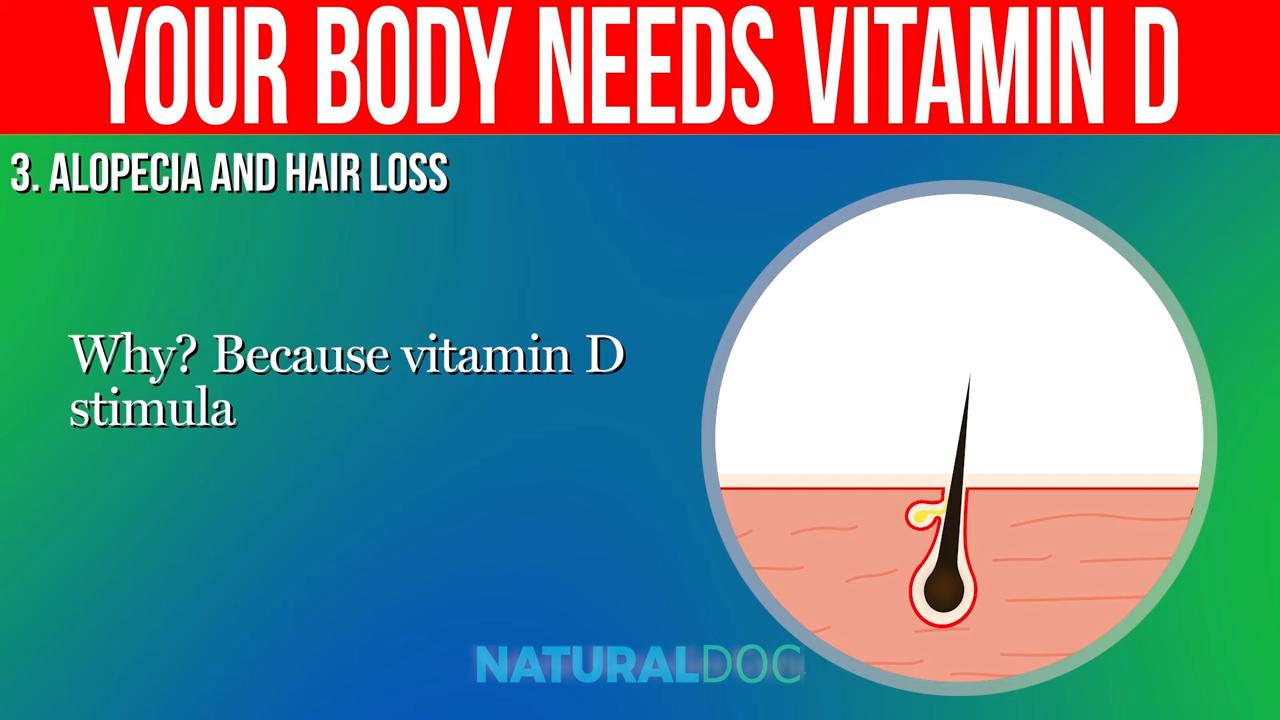 YOUR BODY NEEDS VITAMIN D
3. ALOPECIA AND HAIR LOSS
Why? Because vitamin D
stimula
NATURALDOC